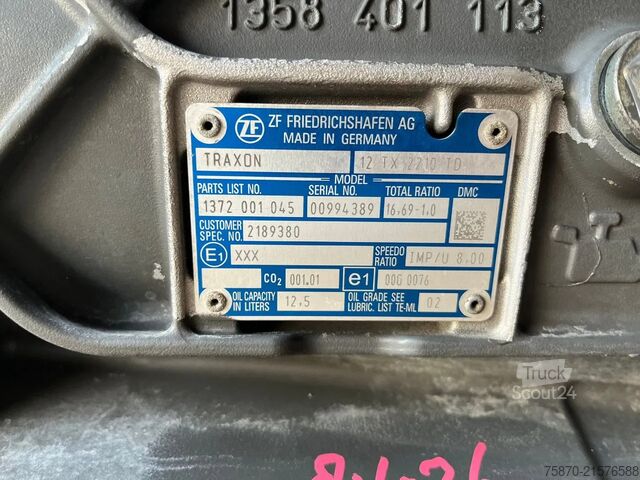 1358 401 113
ZF ZF FRIEDRICHSHAFEN AG
MADE IN GERMANY
TRAXON 12 TX 2210 TD
MODEL
PARTS LIST NO. SERIAL NO. TOTAL RATIO DMC
1372 001 045 00994389 16.69-1.0
CUSTOMER SPEC. NO. 2189380
E1 XXX SPEEDO RATIO IMP/U 8.00
CO2 001.01 e1 00G 0076
OIL CAPACITY IN LITERS 12,5 OIL GRADE SEE LUBRIC. LIST TE-ML 02
Truck
Scout24
75870-21576588